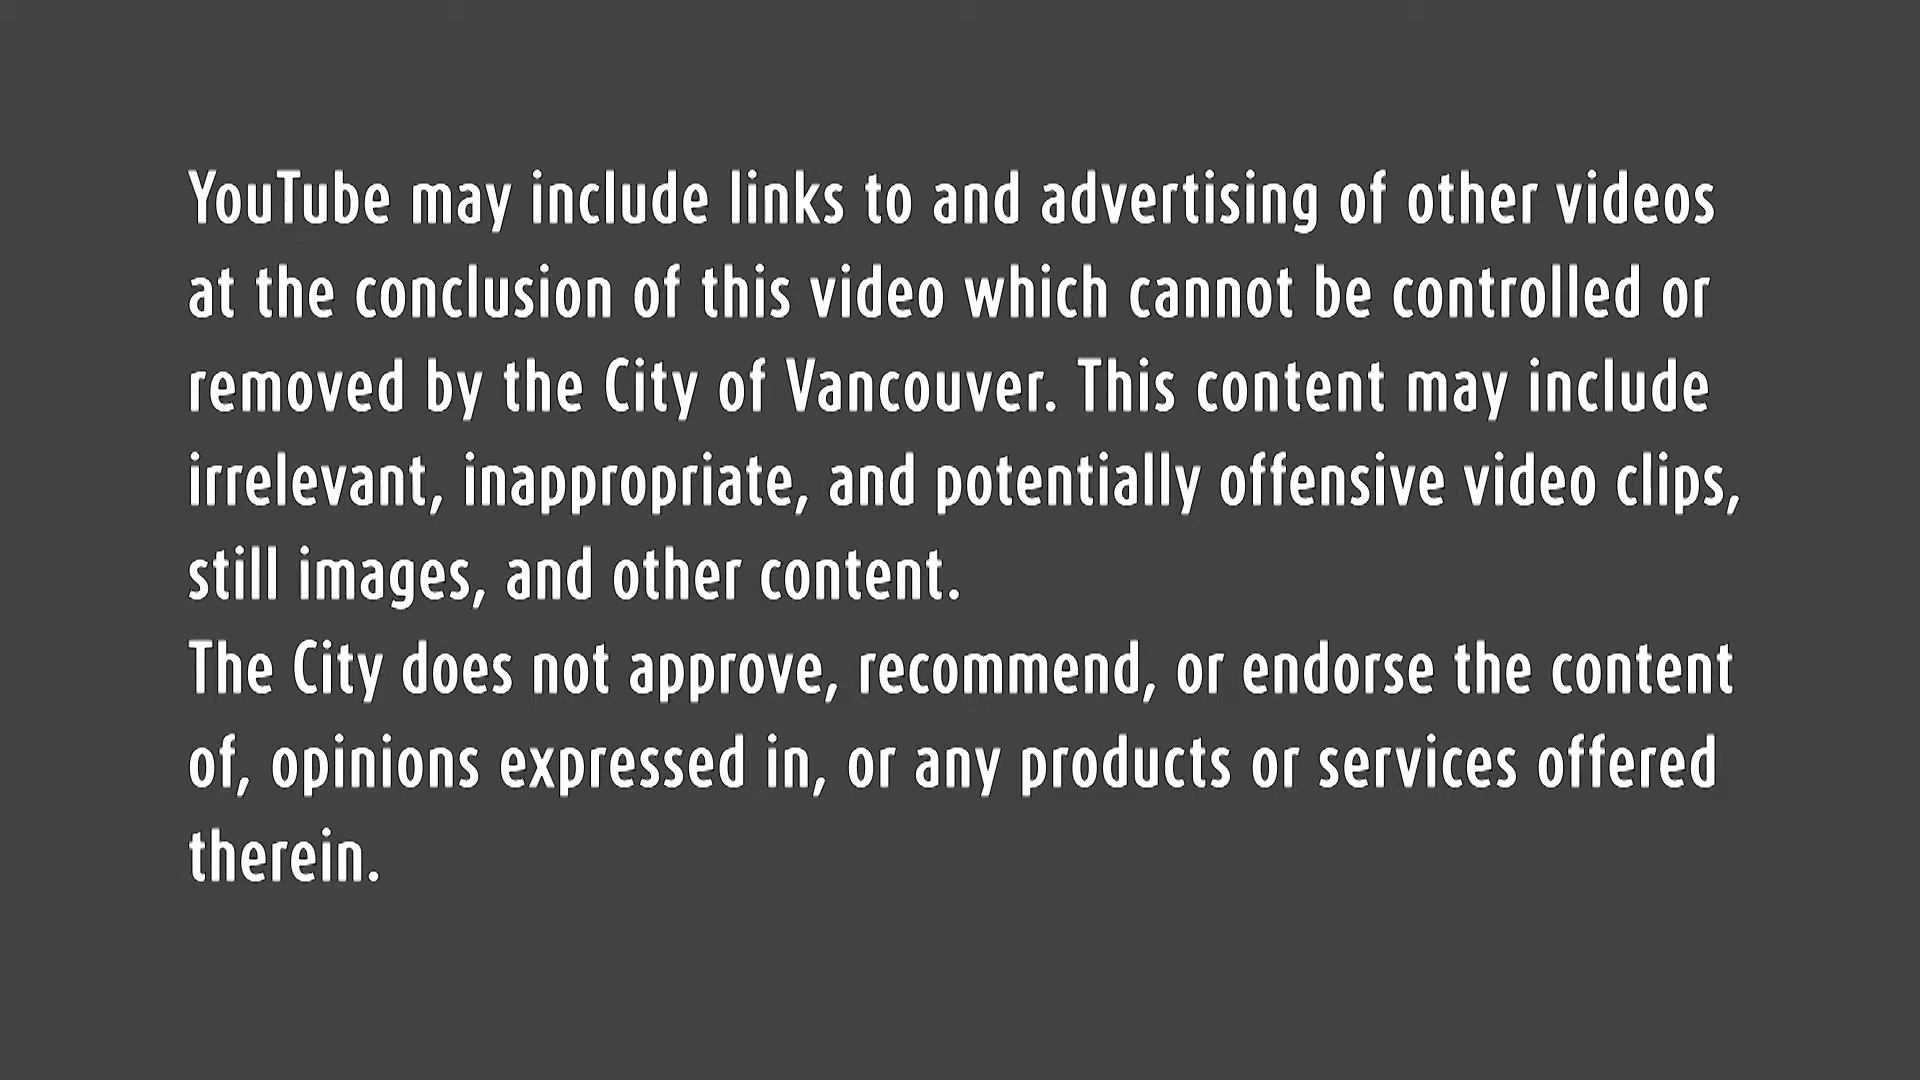 YouTube may include links to and advertising of other videos
at the conclusion of this video which cannot be controlled or
removed by the City of Vancouver. This content may include
irrelevant, inappropriate, and potentially offensive video clips,
still images, and other content.
The City does not approve, recommend, or endorse the content
of, opinions expressed in, or any products or services offered
therein.